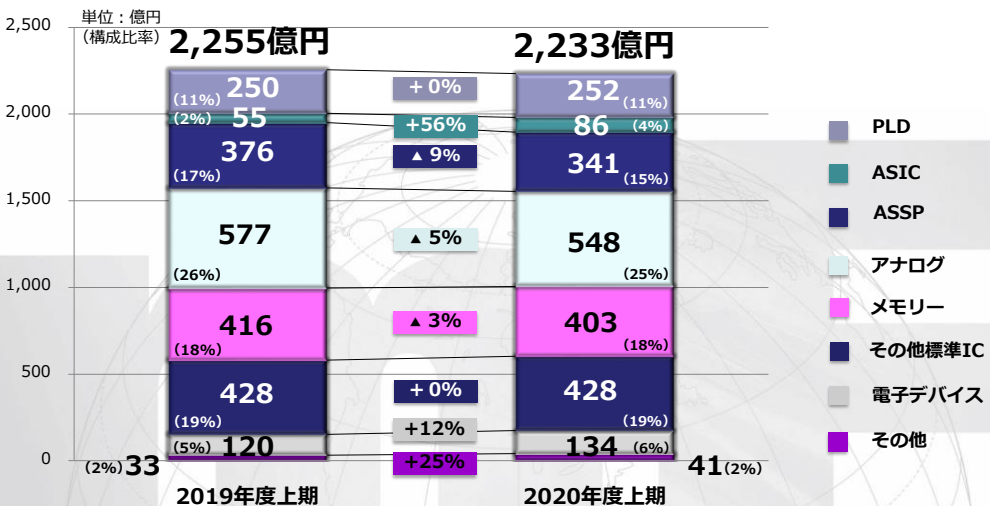 単位：億円
（構成比率）
2,255億円
2,233億円
2,500
2,000
1,500
1,000
500
0
250
(11%)
(2%) 55
376
(17%)
577
(26%)
416
(18%)
428
(19%)
(5%) 120
(2%)33
+ 0%
+56%
▲ 9%
▲ 5%
▲ 3%
+ 0%
+12%
+25%
252 (11%)
86 (4%)
341
(15%)
548
(25%)
403
(18%)
428
(19%)
134 (6%)
41(2%)
2019年度上期
2020年度上期
PLD
ASIC
ASSP
アナログ
メモリー
その他標準IC
電子デバイス
その他